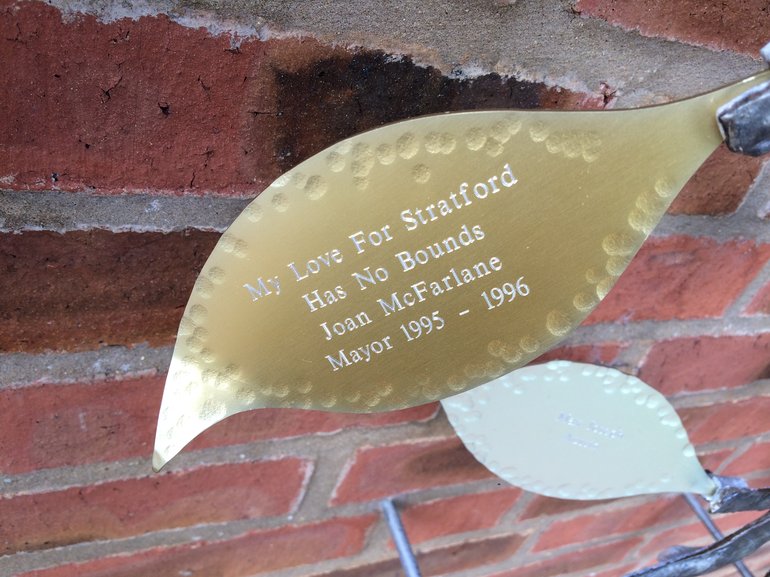 My Love For Stratford
Has No Bounds
Joan McFarlane
Mayor 1995 - 1996